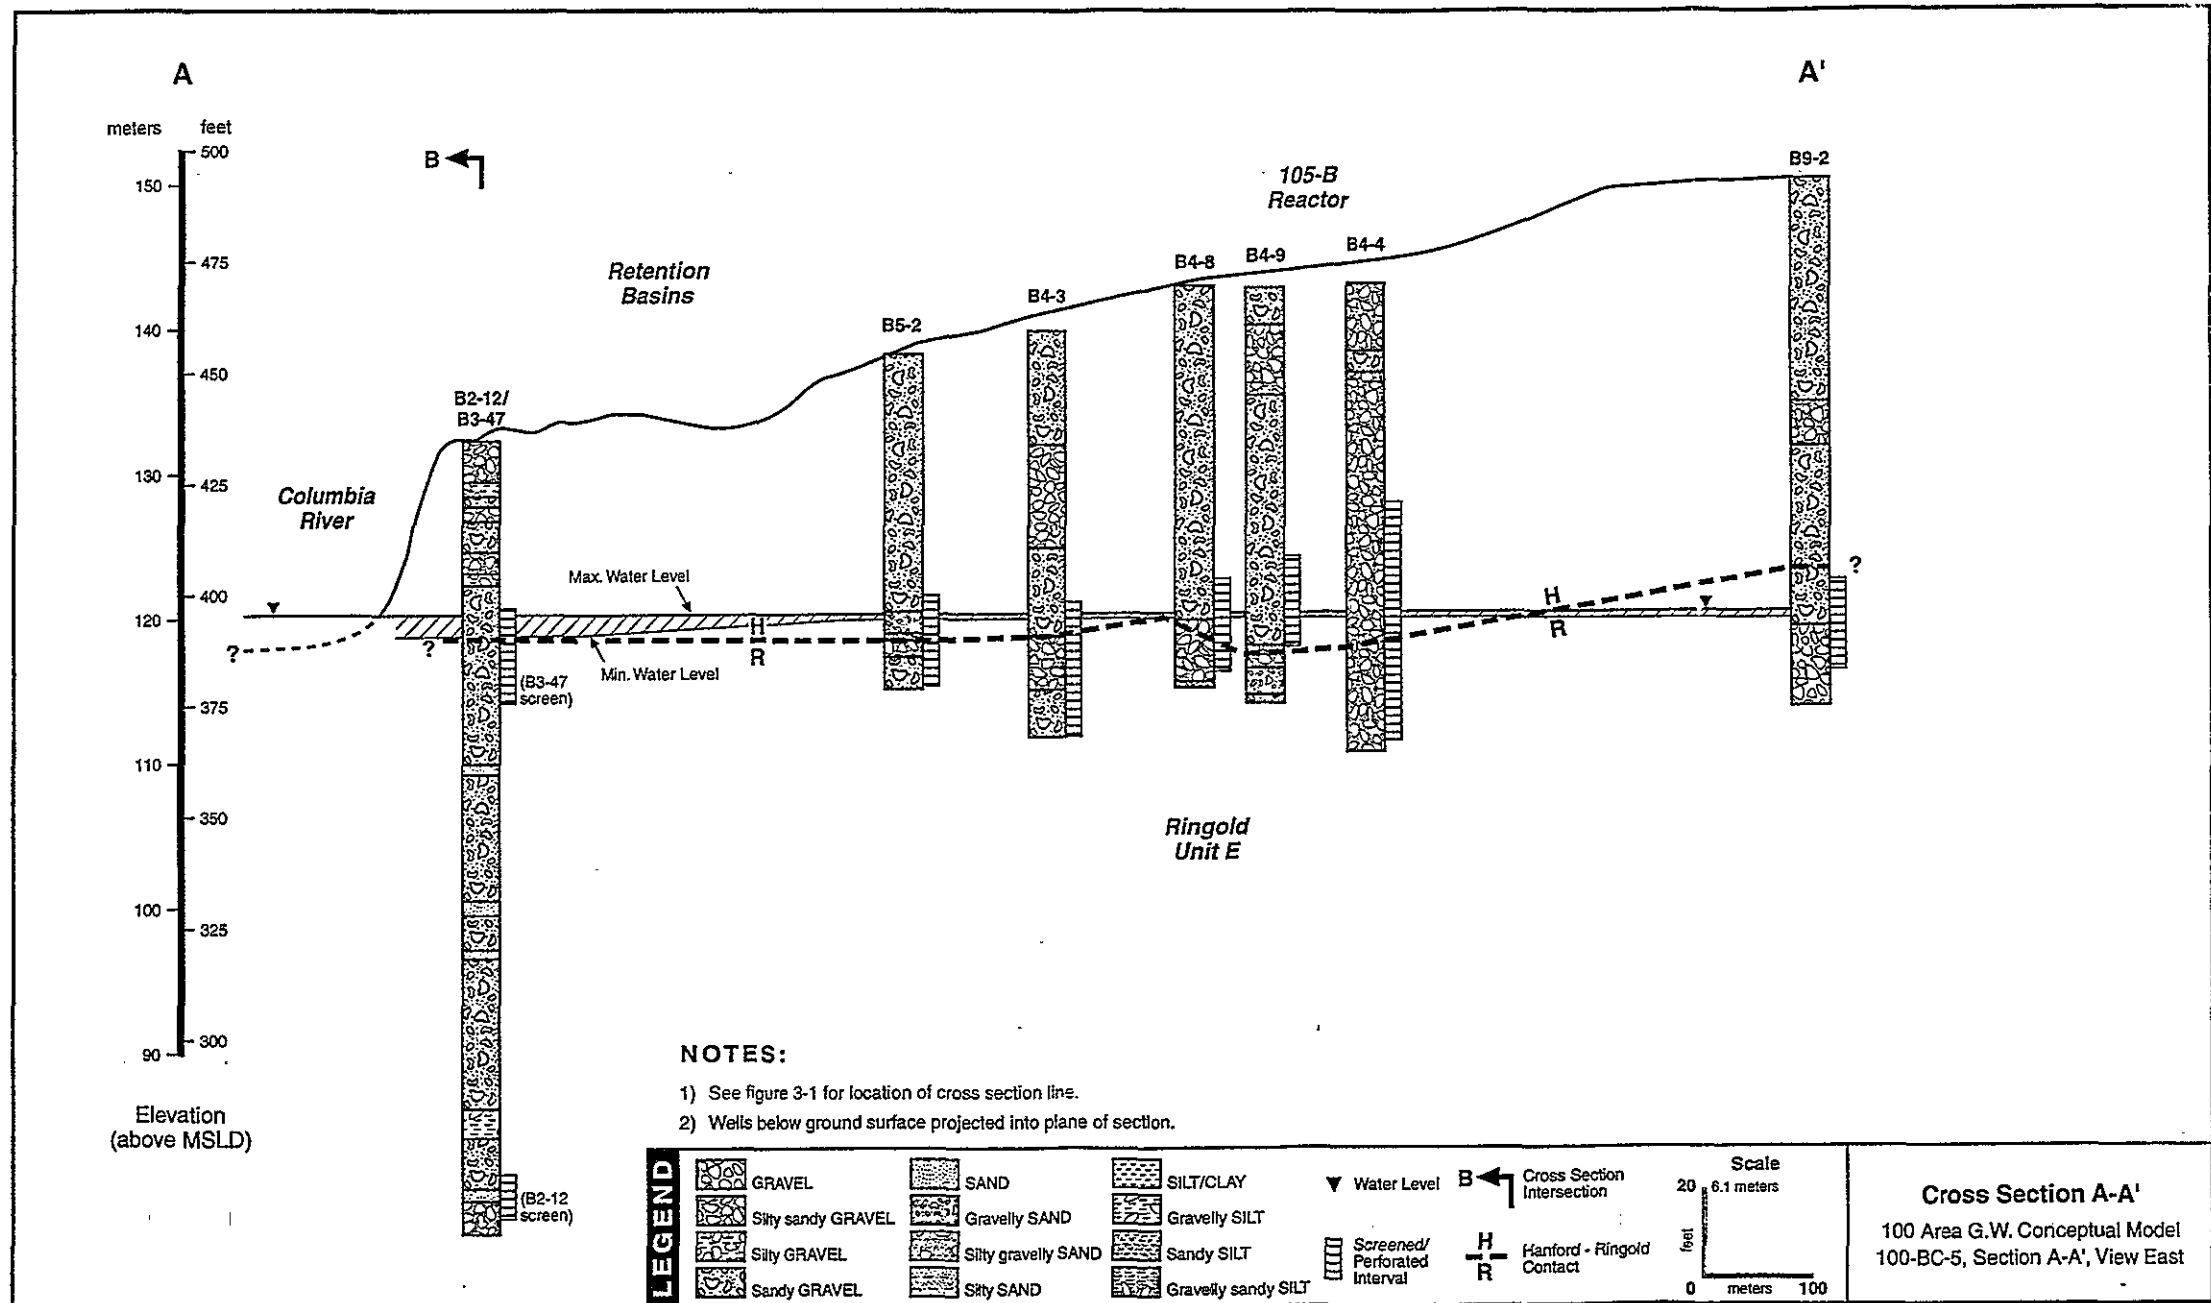 A
A'
meters
feet
500
150
475
140
450
130
425
400
120
375
110
350
100
325
300
90
Elevation
(above MSLD)
B
105-B
Reactor
B9-2
Retention
Basins
B4-8
B4-9
B4-4
B4-3
B5-2
B2-12/
B3-47
Columbia
River
Max. Water Level
H
R
H
R
?
?
?
Min. Water Level
(B3-47
screen)
Ringold
Unit E
(B2-12
screen)
NOTES:
1) See figure 3-1 for location of cross section line.
2) Wells below ground surface projected into plane of section.
LEGEND
GRAVEL
Silty sandy GRAVEL
Silty GRAVEL
Sandy GRAVEL
SAND
Gravelly SAND
Silty gravelly SAND
Silty SAND
SILT/CLAY
Gravelly SILT
Sandy SILT
Gravelly sandy SILT
Water Level
Screened/
Perforated
Interval
B
Cross Section
Intersection
H
R
Hanford - Ringold
Contact
Scale
20
6.1 meters
feet
0
meters
100
Cross Section A-A'
100 Area G.W. Conceptual Model
100-BC-5, Section A-A', View East